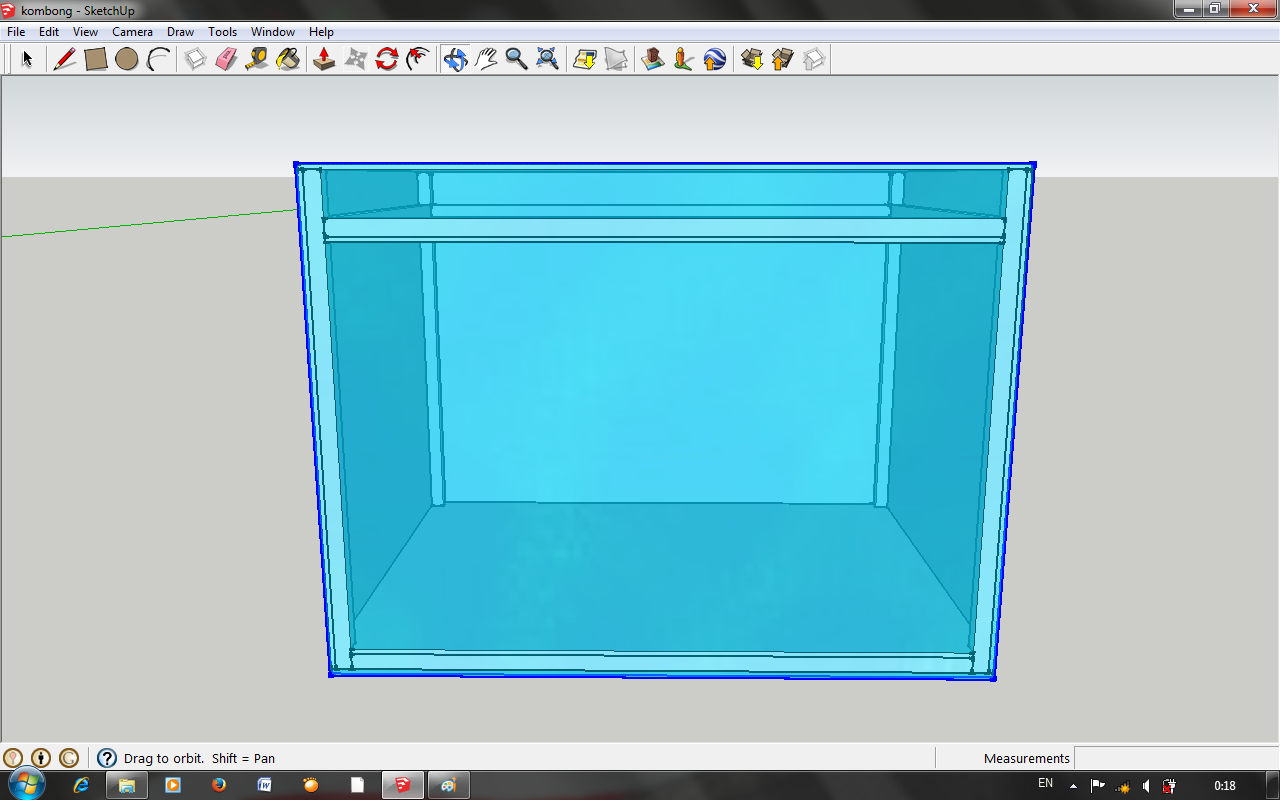 kombong - SketchUp
File Edit View Camera Draw Tools Window Help
Drag to orbit. Shift = Pan
Measurements
EN
0:18